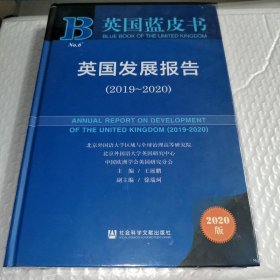 B
No.6
英国蓝皮书
BLUE BOOK OF THE UNITED KINGDOM
英国发展报告
(2019~2020)
ANNUAL REPORT ON DEVELOPMENT
OF THE UNITED KINGDOM (2019-2020)
北京外国语大学区域与全球治理高等研究院
北京外国语大学英国研究中心
中国欧洲学会英国研究分会
主 编／王展鹏
副主编／徐瑞珂
2020
版
社会科学文献出版社